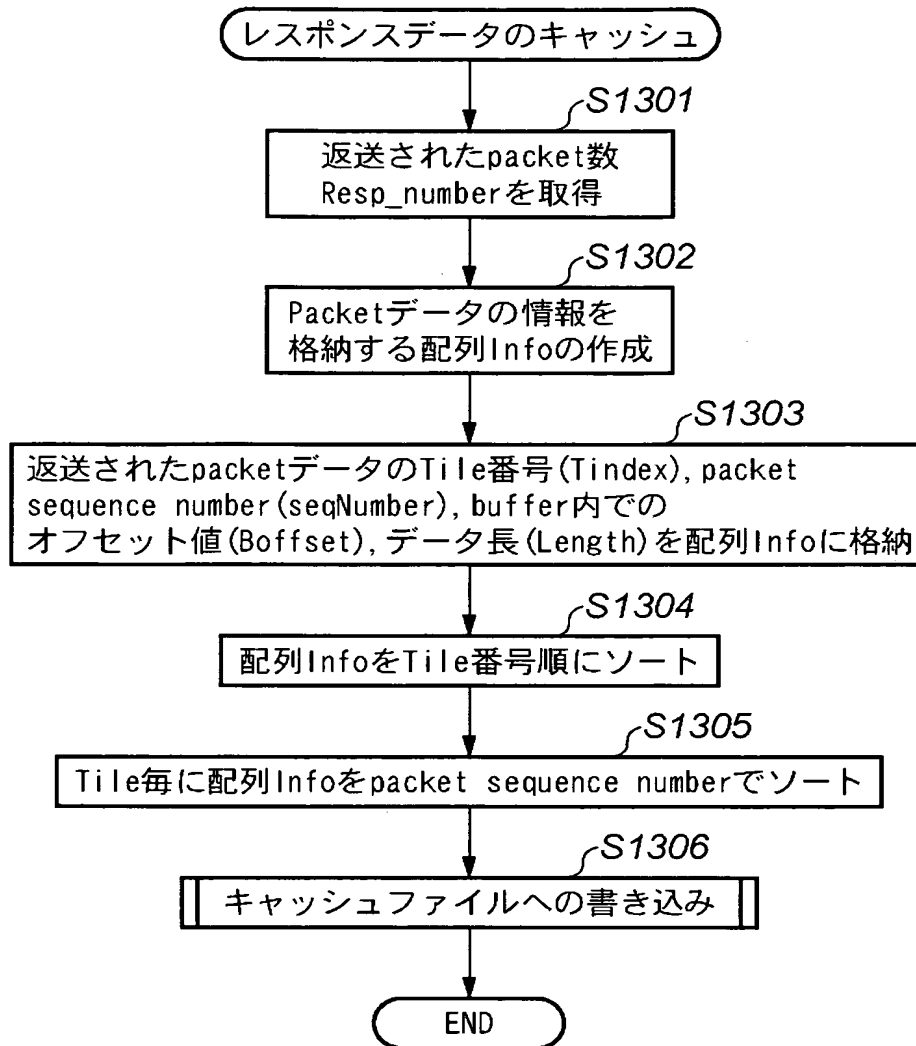 レスポンスデータのキャッシュ
S1301
返送されたpacket数
Resp_numberを取得
S1302
Packetデータの情報を
格納する配列Infoの作成
S1303
返送されたpacketデータのTile番号(Tindex), packet
sequence number(seqNumber), buffer内での
オフセット値(Boffset), データ長(Length)を配列Infoに格納
S1304
配列InfoをTile番号順にソート
S1305
Tile毎に配列Infoをpacket sequence numberでソート
S1306
キャッシュファイルへの書き込み
END